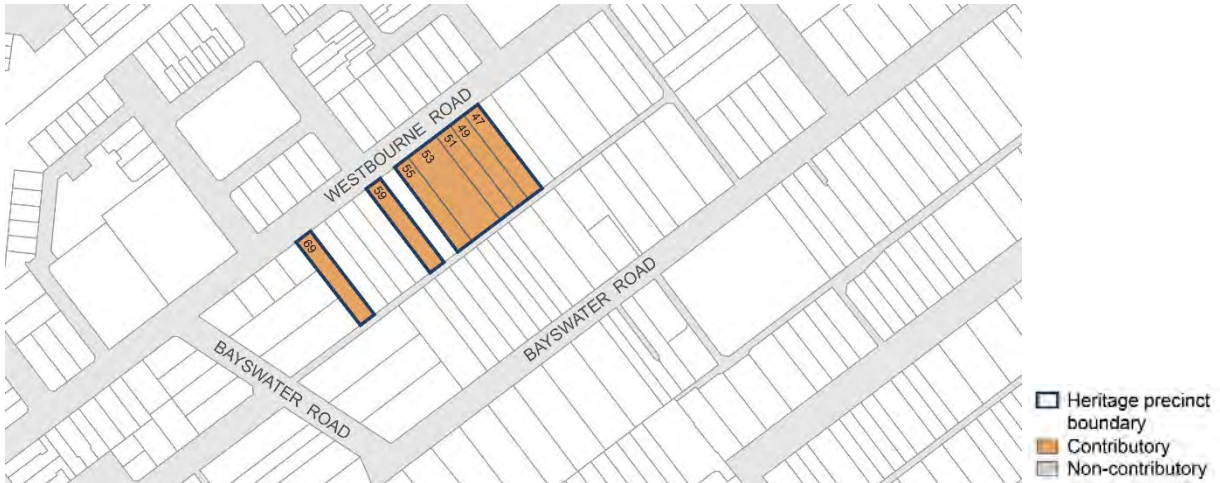 WESTBOURNE ROAD
47
49
51
53
55
59
69
BAYSWATER ROAD
BAYSWATER ROAD
Heritage precinct
boundary
Contributory
Non-contributory